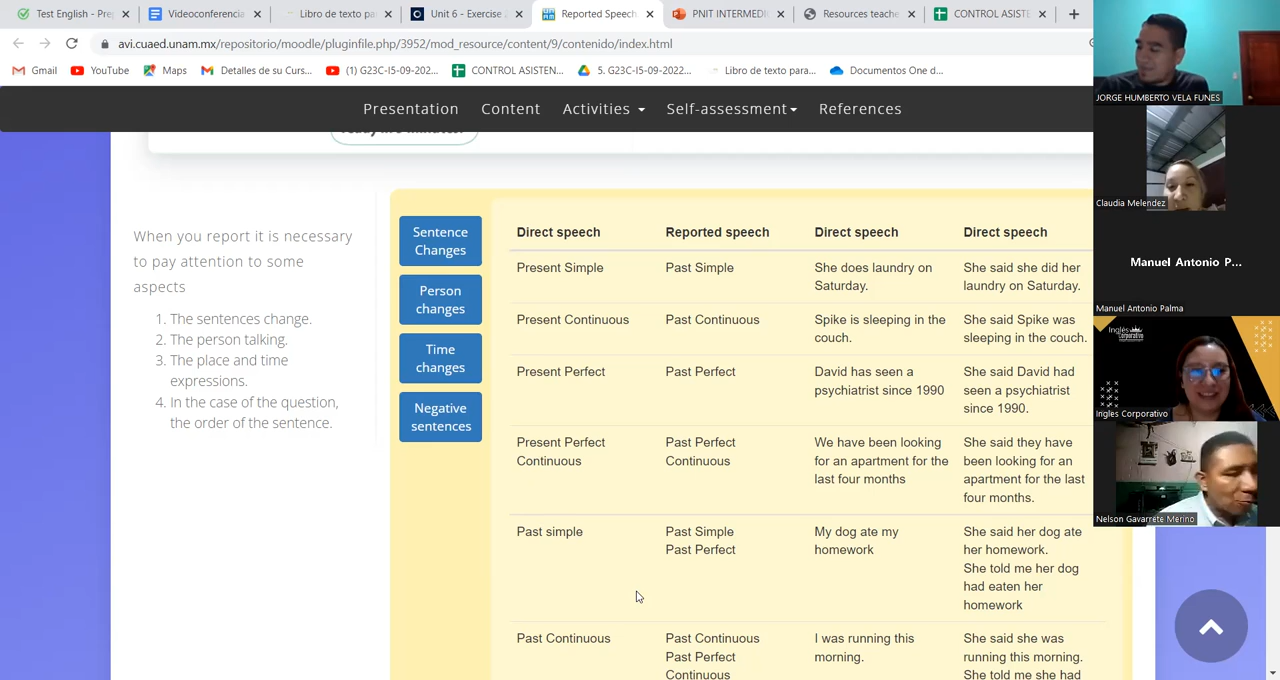 Test English - Prep
Videoconferencia
Libro de texto pa
Unit 6 - Exercise
Reported Speech
PNIT INTERMED
Resources teache
CONTROL ASIST
avi.cuaed.unam.mx/repositorio/moodle/pluginfile.php/3952/mod_resource/content/9/contenido/index.html
Gmail
YouTube
Maps
Detalles de su Curs...
(1) G23C-I5-09-202...
CONTROL ASISTEN...
5. G23C-I5-09-2022...
Libro de texto para...
Documentos One d...
Presentation Content Activities Self-assessment References
When you report it is necessary
to pay attention to some
aspects
1. The sentences change.
2. The person talking.
3. The place and time
expressions.
4. In the case of the question,
the order of the sentence.
Sentence
Changes
Person
changes
Time
changes
Negative
sentences
Direct speech Reported speech Direct speech Direct speech
Present Simple
Past Simple
She does laundry on
Saturday.
She said she did her
laundry on Saturday.
Present Continuous
Past Continuous
Spike is sleeping in the
couch.
She said Spike was
sleeping in the couch.
Present Perfect
Past Perfect
David has seen a
psychiatrist since 1990
She said David had
seen a psychiatrist
since 1990.
Present Perfect
Continuous
Past Perfect
Continuous
We have been looking
for an apartment for the
last four months
She said they have
been looking for an
apartment for the last
four months.
Past simple
Past Simple
Past Perfect
My dog ate my
homework
She said her dog ate
her homework.
She told me her dog
had eaten her
homework
Past Continuous
Past Continuous
Past Perfect
Continuous
I was running this
morning.
She said she was
running this morning.
She told me she had
JORGE HUMBERTO VELA FUNES
Claudia Melendez
Manuel Antonio P...
Manuel Antonio Palma
Inglés
Corporativo
Ingles Corporativo
Nelson Gavarrete Merino